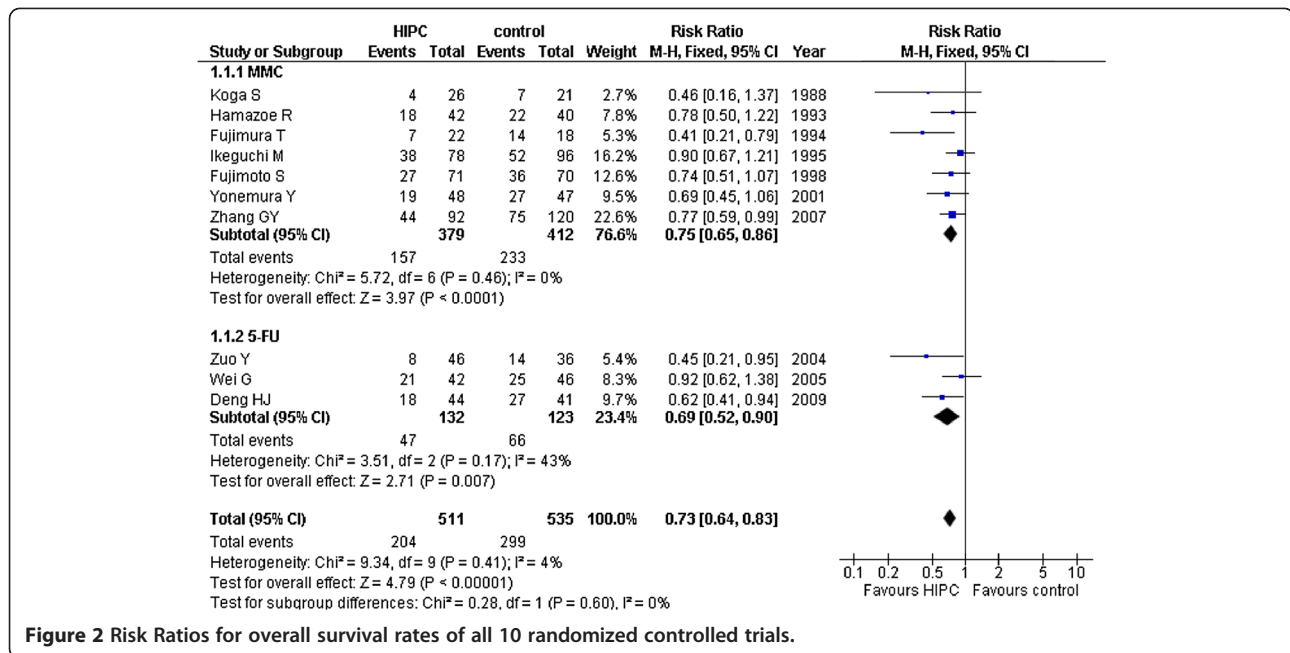 HIPC control Risk Ratio Risk Ratio
Study or Subgroup Events Total Events Total Weight M-H, Fixed, 95% CI Year M-H, Fixed, 95% CI
1.1.1 MMC
Koga S 4 26 7 21 2.7% 0.46 [0.16, 1.37] 1988
Hamazoe R 18 42 22 40 7.8% 0.78 [0.50, 1.22] 1993
Fujimura T 7 22 14 18 5.3% 0.41 [0.21, 0.79] 1994
Ikeguchi M 38 78 52 96 16.2% 0.90 [0.67, 1.21] 1995
Fujimoto S 27 71 36 70 12.6% 0.74 [0.51, 1.07] 1998
Yonemura Y 19 48 27 47 9.5% 0.69 [0.45, 1.06] 2001
Zhang GY 44 92 75 120 22.6% 0.77 [0.59, 0.99] 2007
Subtotal (95% CI) 379 412 76.6% 0.75 [0.65, 0.86]
Total events 157 233
Heterogeneity: Chi² = 5.72, df = 6 (P = 0.46); I² = 0%
Test for overall effect: Z = 3.97 (P < 0.0001)
1.1.2 5-FU
Zuo Y 8 46 14 36 5.4% 0.45 [0.21, 0.95] 2004
Wei G 21 42 25 46 8.3% 0.92 [0.62, 1.38] 2005
Deng HJ 18 44 27 41 9.7% 0.62 [0.41, 0.94] 2009
Subtotal (95% CI) 132 123 23.4% 0.69 [0.52, 0.90]
Total events 47 66
Heterogeneity: Chi² = 3.51, df = 2 (P = 0.17); I² = 43%
Test for overall effect: Z = 2.71 (P = 0.007)
Total (95% CI) 511 535 100.0% 0.73 [0.64, 0.83]
Total events 204 299
Heterogeneity: Chi² = 9.34, df = 9 (P = 0.41); I² = 4%
Test for overall effect: Z = 4.79 (P < 0.00001)
Test for subgroup differences: Chi² = 0.28, df = 1 (P = 0.60), I² = 0%
0.1 0.2 0.5 1 2 5 10
Favours HIPC Favours control
Figure 2 Risk Ratios for overall survival rates of all 10 randomized controlled trials.